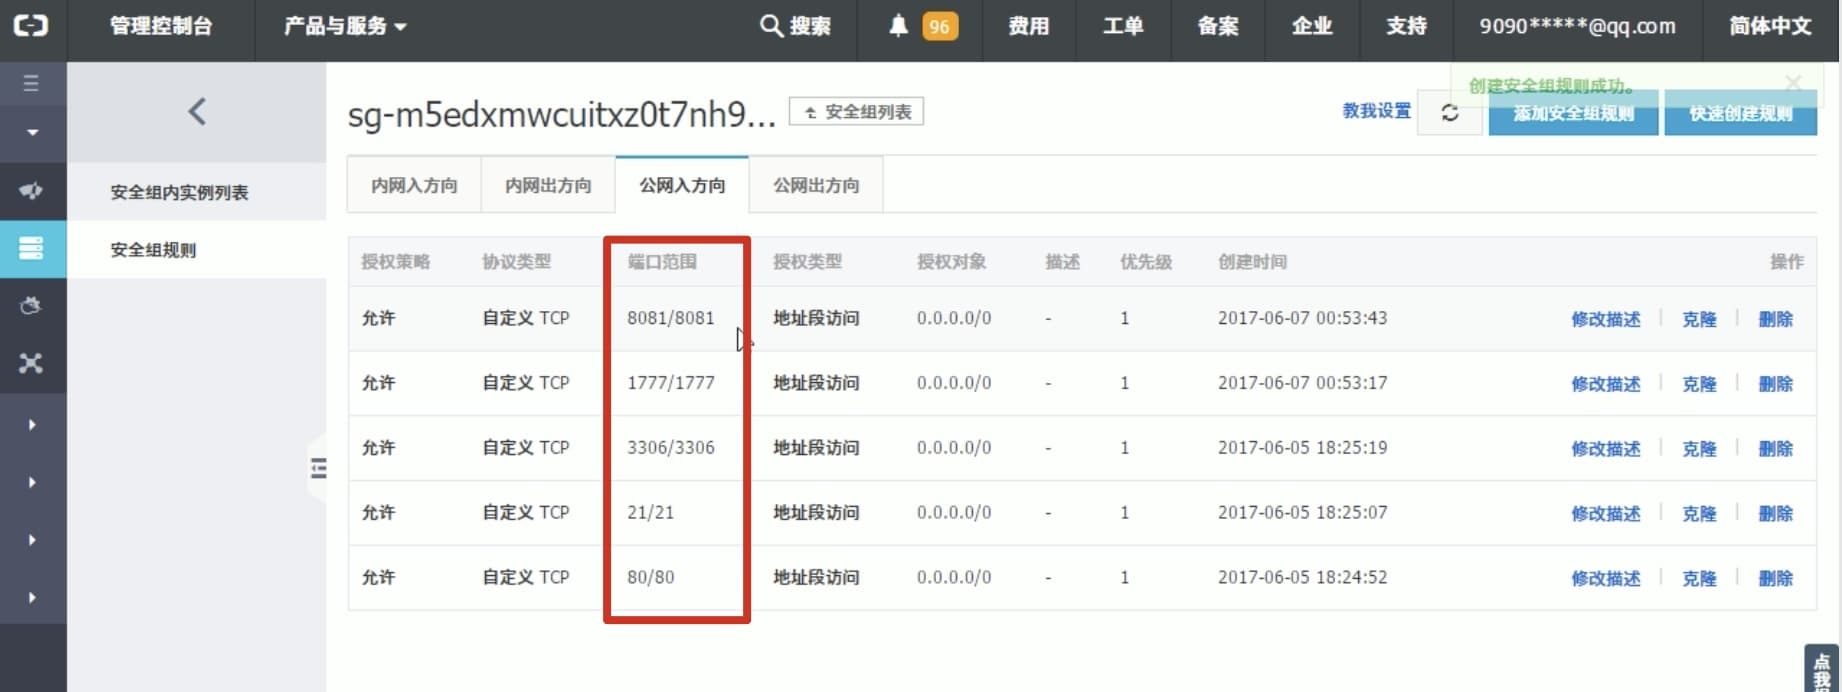 管理控制台 产品与服务 搜索 96 费用 工单 备案 企业 支持 9090*****@qq.com 简体中文
创建安全组规则成功。
sg-m5edxmwcuitxz0t7nh9... 安全组列表 教我设置 添加安全组规则 快速创建规则
安全组内实例列表
安全组规则
内网入方向 内网出方向 公网入方向 公网出方向
授权策略 协议类型 端口范围 授权类型 授权对象 描述 优先级 创建时间 操作
允许 自定义 TCP 8081/8081 地址段访问 0.0.0.0/0 - 1 2017-06-07 00:53:43 修改描述 | 克隆 | 删除
允许 自定义 TCP 1777/1777 地址段访问 0.0.0.0/0 - 1 2017-06-07 00:53:17 修改描述 | 克隆 | 删除
允许 自定义 TCP 3306/3306 地址段访问 0.0.0.0/0 - 1 2017-06-05 18:25:19 修改描述 | 克隆 | 删除
允许 自定义 TCP 21/21 地址段访问 0.0.0.0/0 - 1 2017-06-05 18:25:07 修改描述 | 克隆 | 删除
允许 自定义 TCP 80/80 地址段访问 0.0.0.0/0 - 1 2017-06-05 18:24:52 修改描述 | 克隆 | 删除
点
我